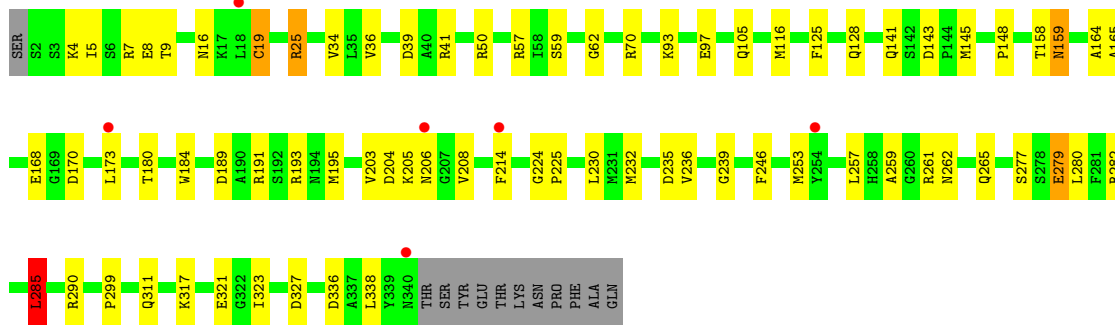 SER S2 S3 K4 I5 S6 R7 E8 T9 N16 K17 L18 C19 R25 V34 L35 V36 D39 A40 R41 R50 R57 I58 S59 G62 R70 K93 E97 Q105 M116 F125 Q128 Q141 S142 D143 P144 M145 P148 T158 N159 A164 A165
E168 G169 D170 L173 T180 W184 D189 A190 R191 S192 R193 N194 M195 V203 D204 K205 N206 G207 V208 F214 G224 P225 L230 M231 M232 D235 V236 G239 F246 M253 Y254 L257 H258 A259 G260 R261 N262 Q265 S277 S278 E279 L280 F281
L285 R290 P299 Q311 K317 E321 G322 I323 D327 D336 A337 L338 Y339 N340 THR SER TYR GLU THR LYS ASN PRO PHE ALA GLN